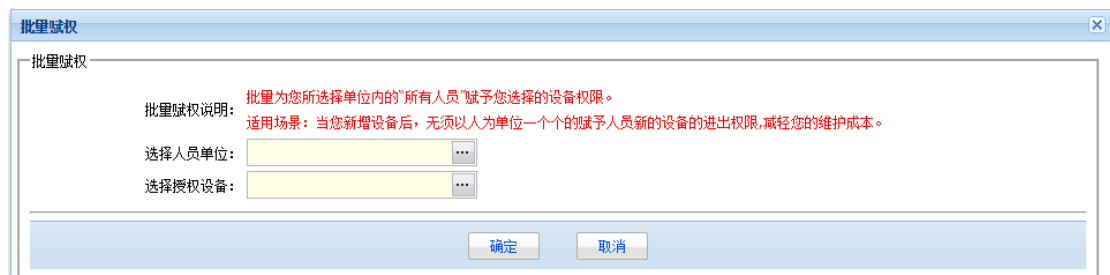 批量赋权
批量赋权
批量赋权说明：
批量为您所选择单位内的"所有人员"赋予您选择的设备权限。
适用场景：当您新增设备后，无须以人为单位一个个的赋予人员新的设备的进出权限,减轻您的维护成本。
选择人员单位：
选择授权设备：
确定 取消